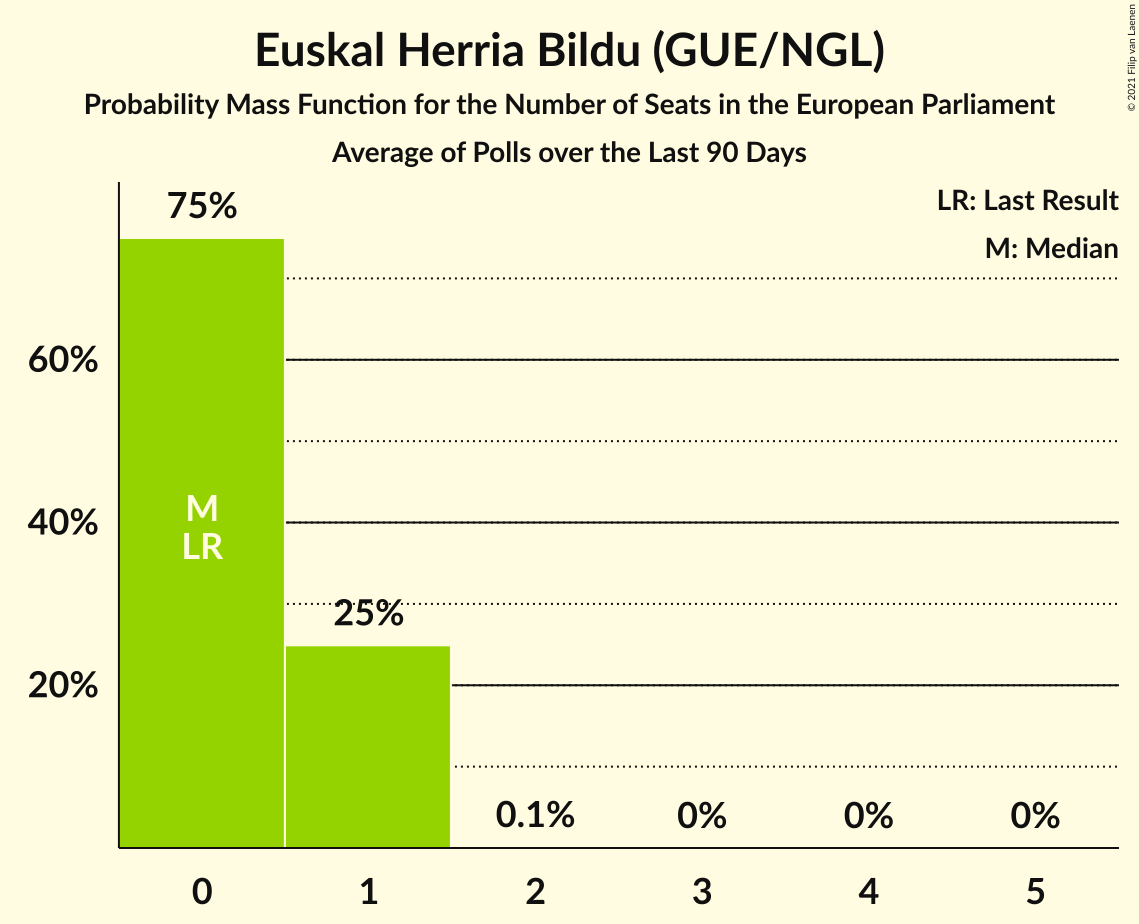 Euskal Herria Bildu (GUE/NGL)
Probability Mass Function for the Number of Seats in the European Parliament
Average of Polls over the Last 90 Days
© 2021 Filip van Laenen
LR: Last Result
M: Median
75%
60%
40%
20%
M
LR
25%
0.1%
0%
0%
0%
0
1
2
3
4
5